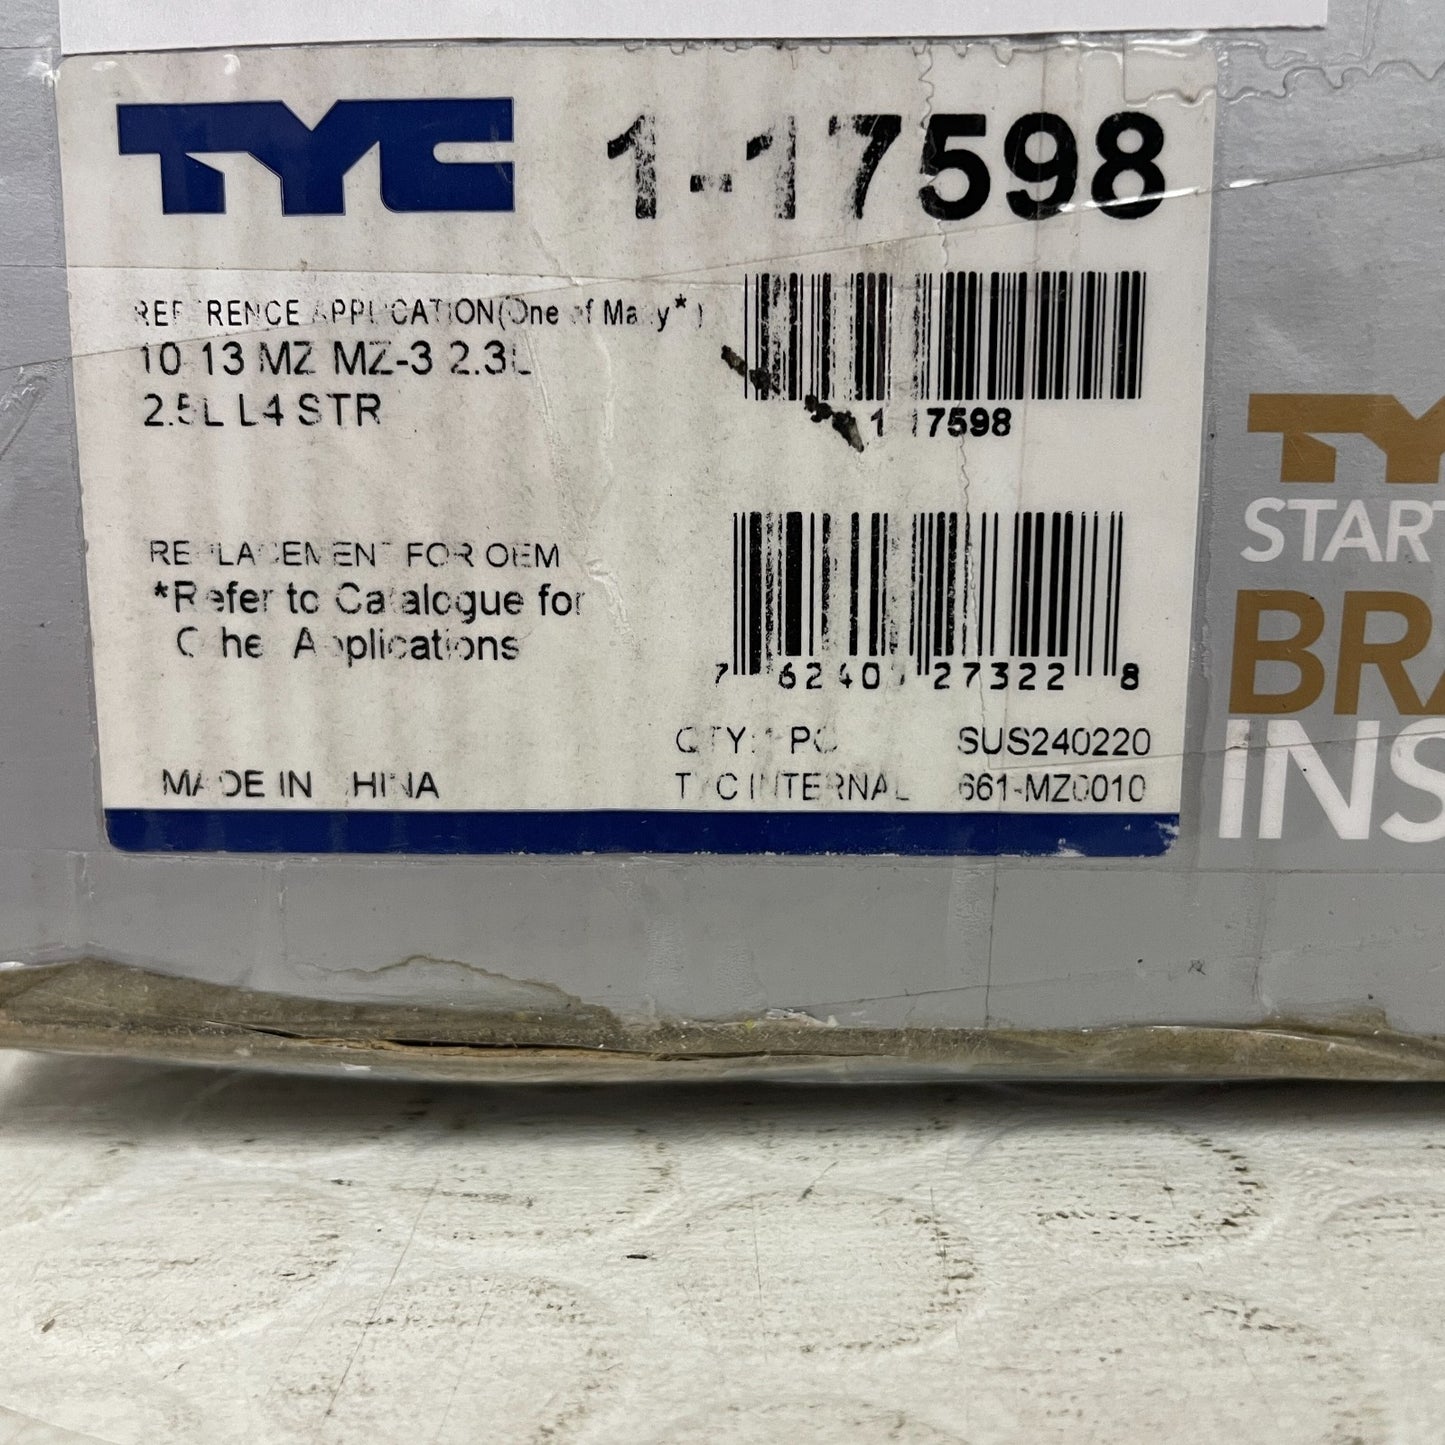 TYC
1-17598
REFERENCE APPLICATION(One of Many*)
10-13 MZ MZ-3 2.3L
2.5L L4 STR
1-17598
REPLACEMENT FOR OEM
*Refer to Catalogue for
Other Applications
7 62409 27322 8
QTY:1 PC SUS240220
MADE IN CHINA
TYC INTERNAL 661-MZ0010
TY
START
BRA
INS